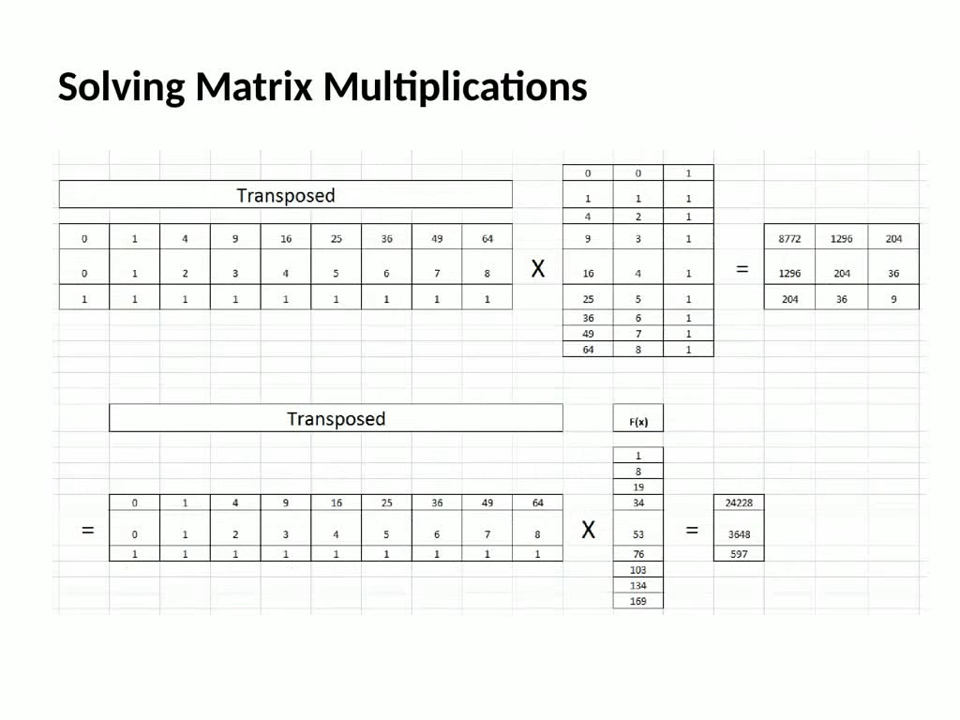 Solving Matrix Multiplications
0 0 1
Transposed
1 1 1
4 2 1
0 1 4 9 16 25 36 49 64 9 3 1 8772 1296 204
0 1 2 3 4 5 6 7 8 X 16 4 1 = 1296 204 36
1 1 1 1 1 1 1 1 1 25 5 1 204 36 9
36 6 1
49 7 1
64 8 1
Transposed F(x)
1
8
19
0 1 4 9 16 25 36 49 64 34 24228
= 0 1 2 3 4 5 6 7 8 X 53 = 3648
1 1 1 1 1 1 1 1 1 76 597
103
134
169